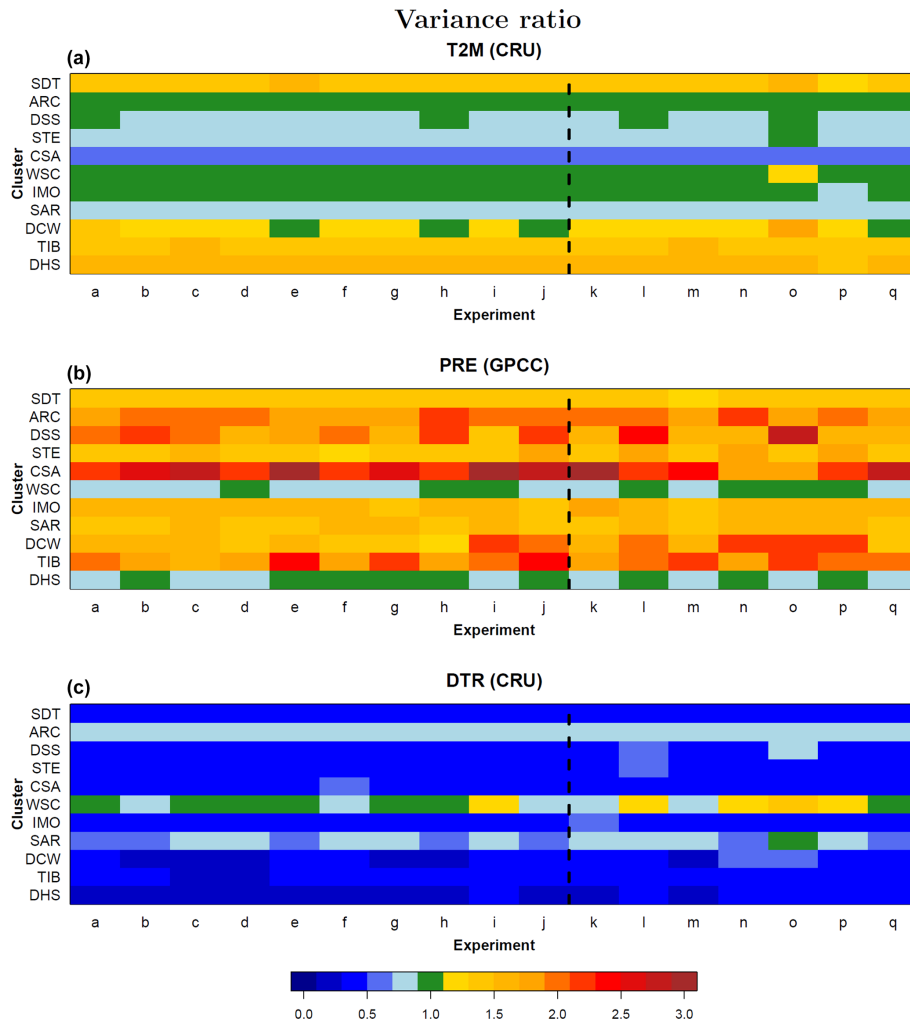 Variance ratio
(a)
T2M (CRU)
Cluster
SDT
ARC
DSS
STE
CSA
WSC
IMO
SAR
DCW
TIB
DHS
a b c d e f g h i j k l m n o p q
Experiment
(b)
PRE (GPCC)
Cluster
SDT
ARC
DSS
STE
CSA
WSC
IMO
SAR
DCW
TIB
DHS
a b c d e f g h i j k l m n o p q
Experiment
(c)
DTR (CRU)
Cluster
SDT
ARC
DSS
STE
CSA
WSC
IMO
SAR
DCW
TIB
DHS
a b c d e f g h i j k l m n o p q
Experiment
0.0 0.5 1.0 1.5 2.0 2.5 3.0